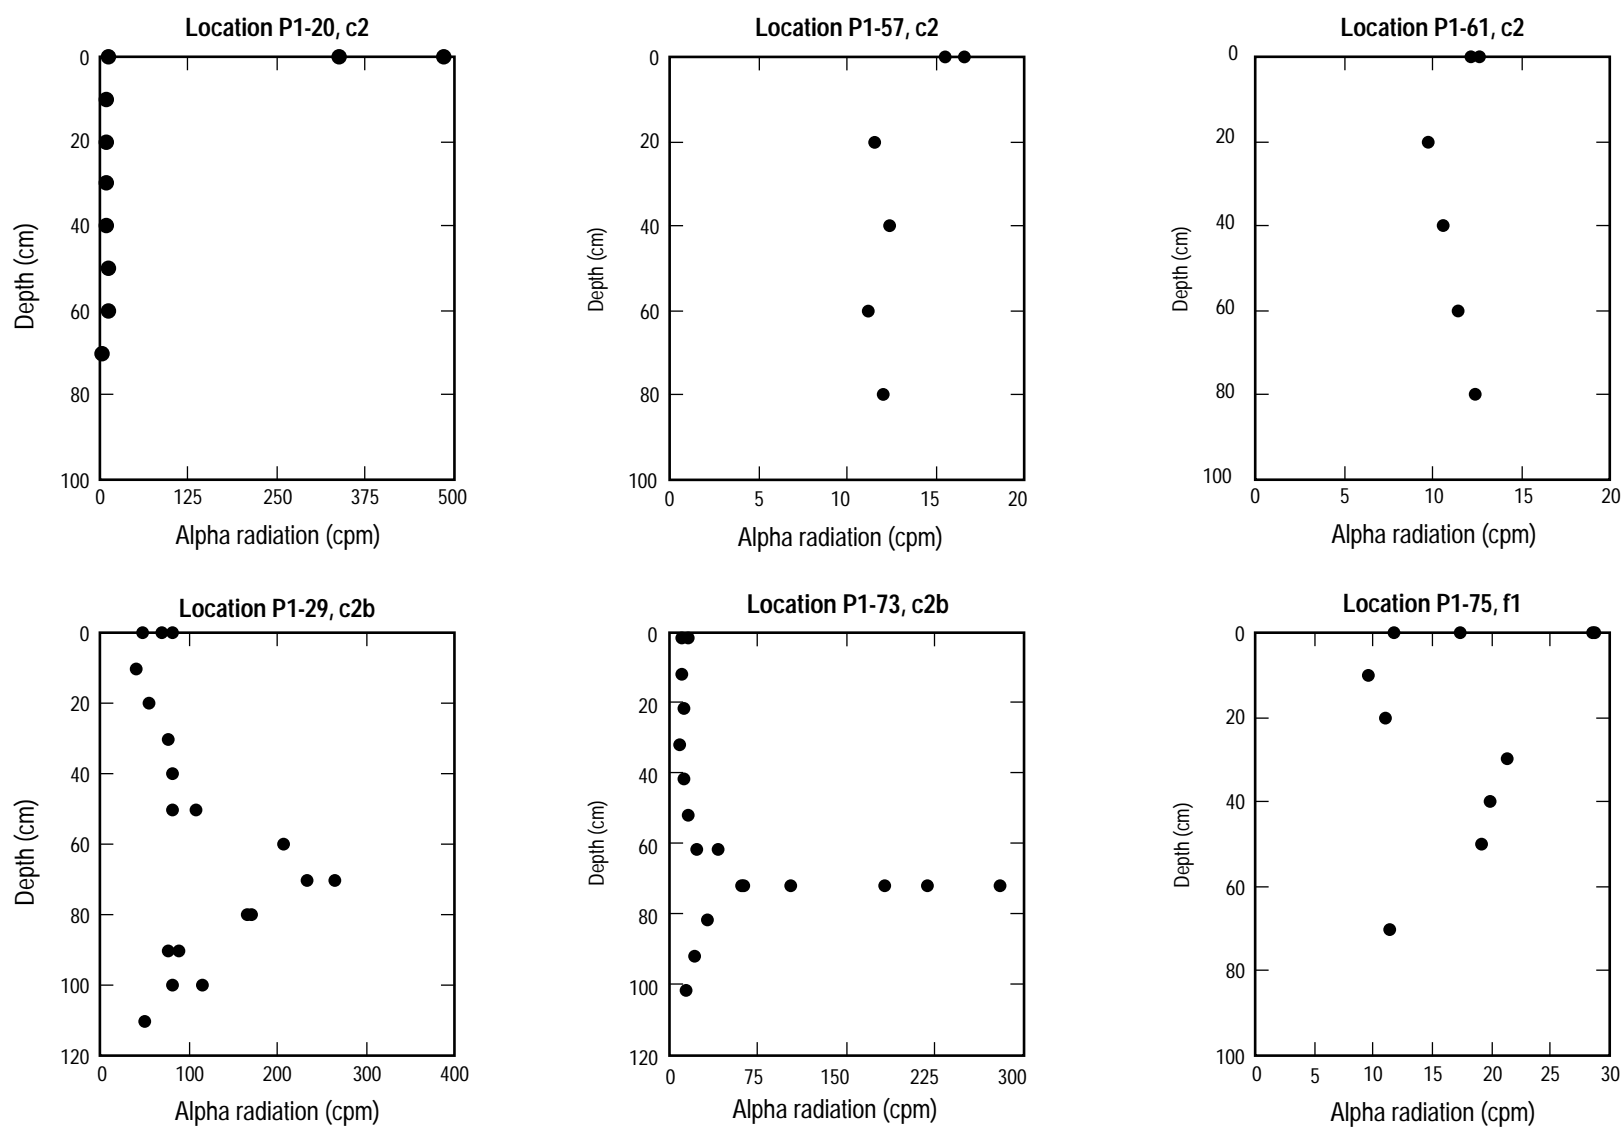 Location P1-20, c2
0
20
40
60
80
100
Depth (cm)
0 125 250 375 500
Alpha radiation (cpm)
Location P1-57, c2
0
20
40
60
80
100
Depth (cm)
0 5 10 15 20
Alpha radiation (cpm)
Location P1-61, c2
0
20
40
60
80
100
Depth (cm)
0 5 10 15 20
Alpha radiation (cpm)
Location P1-29, c2b
0
20
40
60
80
100
120
Depth (cm)
0 100 200 300 400
Alpha radiation (cpm)
Location P1-73, c2b
0
20
40
60
80
100
120
Depth (cm)
0 75 150 225 300
Alpha radiation (cpm)
Location P1-75, f1
0
20
40
60
80
100
Depth (cm)
0 5 10 15 20 25 30
Alpha radiation (cpm)